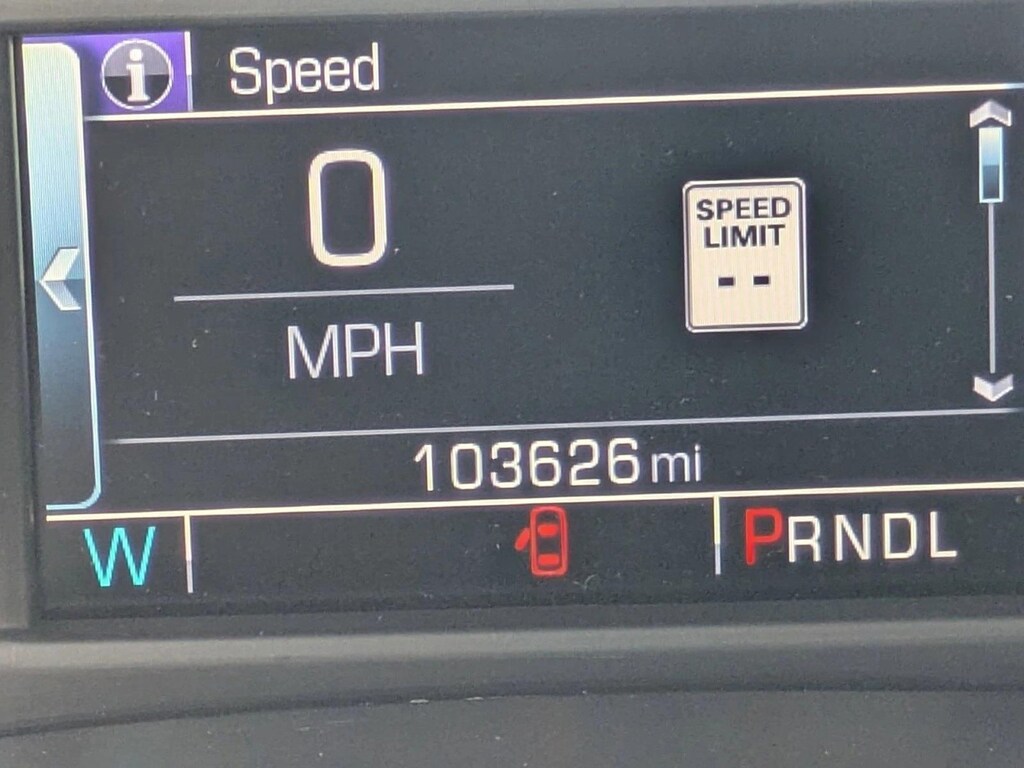 i Speed
0
SPEED
LIMIT
--
MPH
103626 mi
W
PRNDL